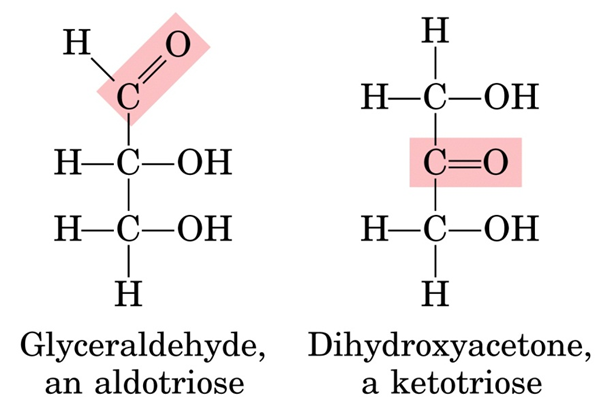 H O
C
H—C—OH
H—C—OH
H
Glyceraldehyde,
an aldotriose
H
H—C—OH
C=O
H—C—OH
H
Dihydroxyacetone,
a ketotriose